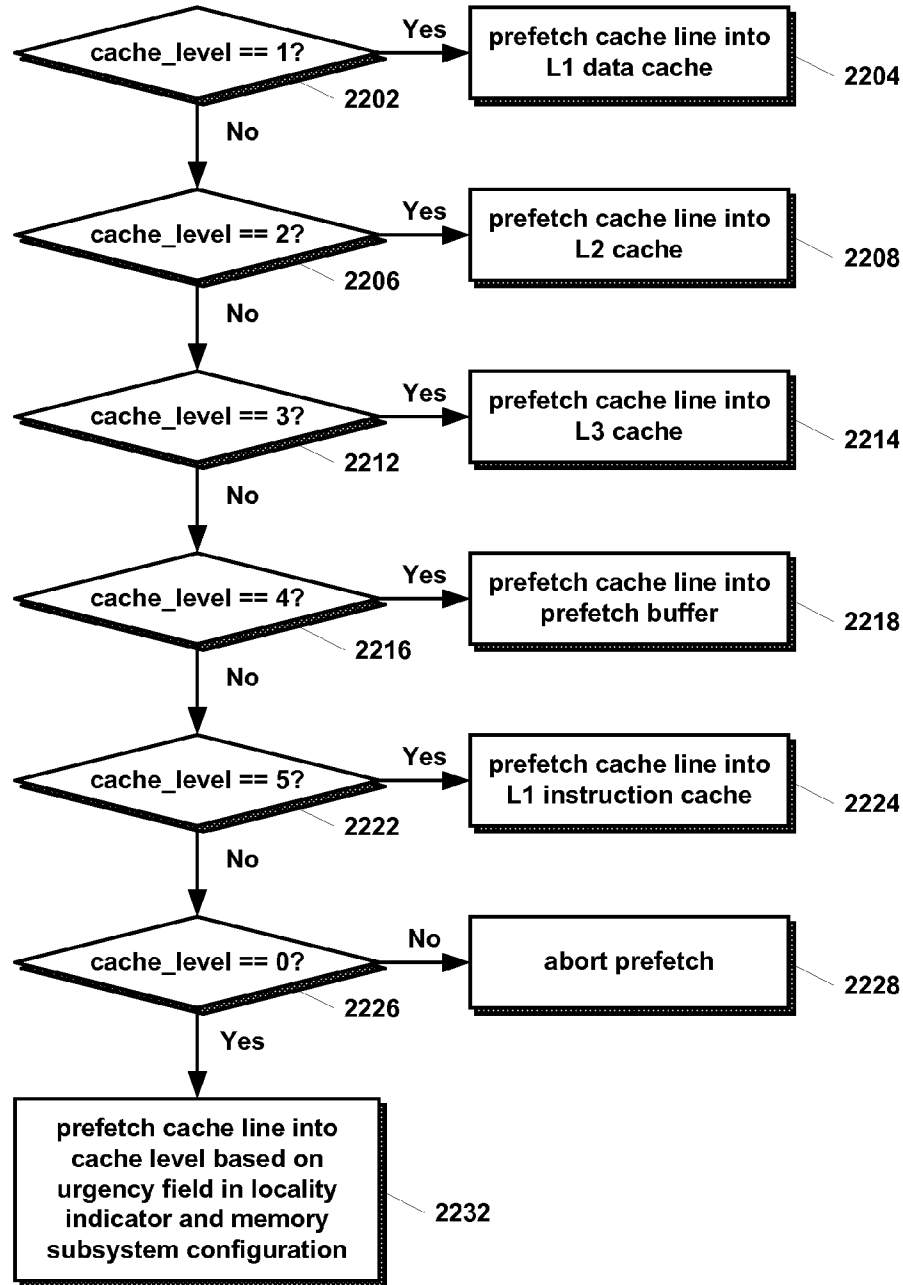 cache_level == 1?
Yes
prefetch cache line into
L1 data cache
2204
2202
No
cache_level == 2?
Yes
prefetch cache line into
L2 cache
2208
2206
No
cache_level == 3?
Yes
prefetch cache line into
L3 cache
2214
2212
No
cache_level == 4?
Yes
prefetch cache line into
prefetch buffer
2218
2216
No
cache_level == 5?
Yes
prefetch cache line into
L1 instruction cache
2224
2222
No
cache_level == 0?
No
abort prefetch
2228
2226
Yes
prefetch cache line into
cache level based on
urgency field in locality
indicator and memory
subsystem configuration
2232